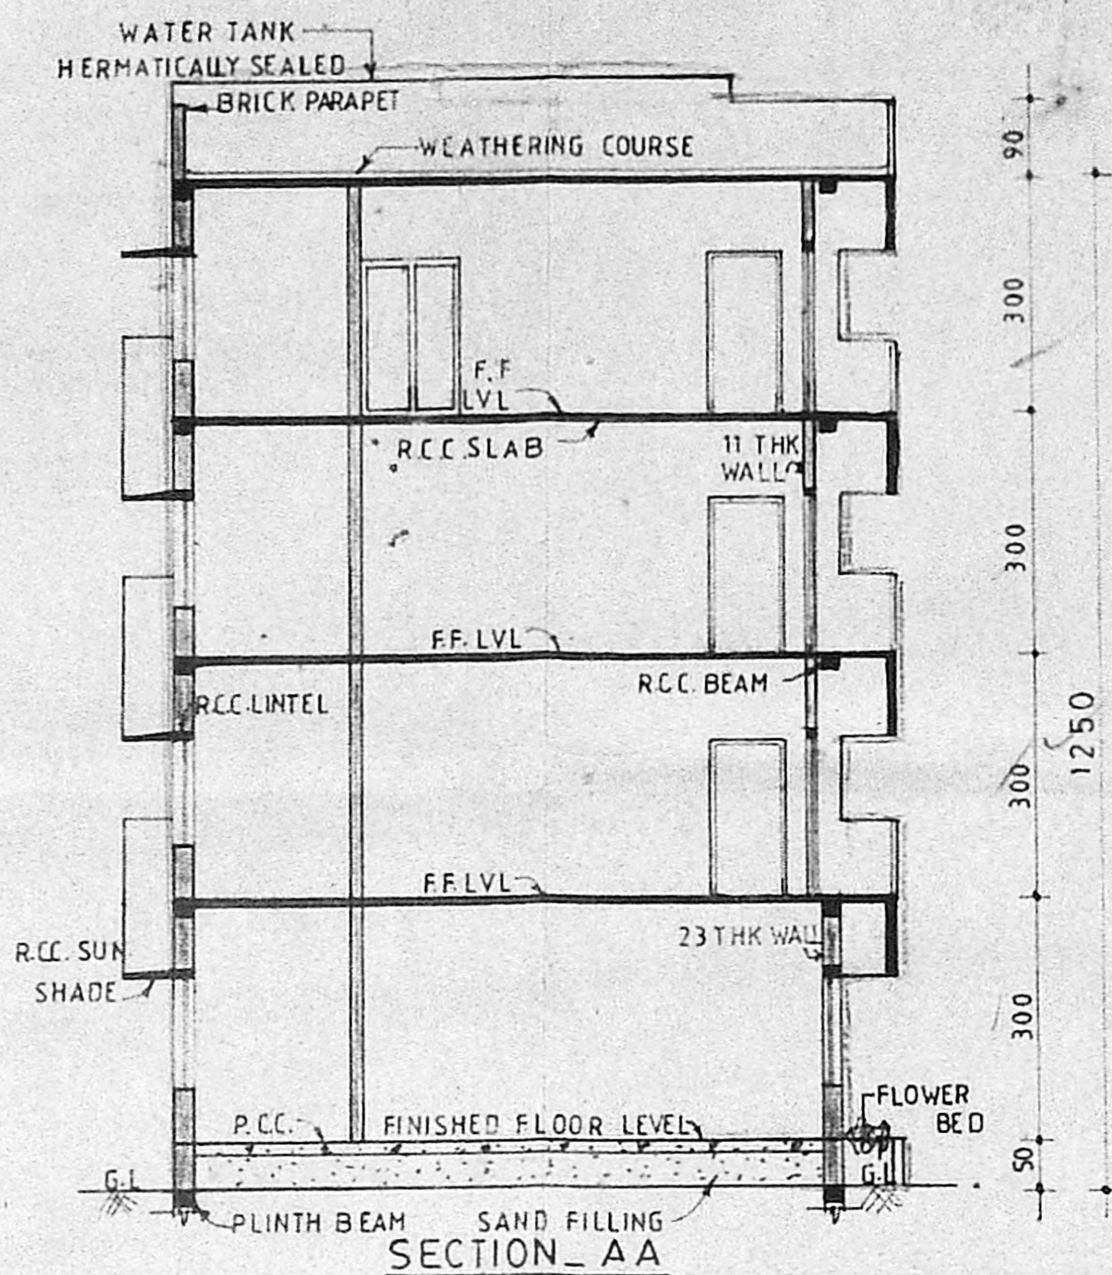 WATER TANK
HERMATICALLY SEALED
BRICK PARAPET
WEATHERING COURSE
90
300
F.F
LVL
R.C.C. SLAB
11 THK
WALL
300
F.F. LVL
R.C.C. BEAM
R.C.C. LINTEL
1250
300
F.F. LVL
23 THK WALL
R.C.C. SUN
SHADE
300
FLOWER
BED
P.C.C.
FINISHED FLOOR LEVEL
50
G.L
G.L
PLINTH BEAM
SAND FILLING
SECTION_AA